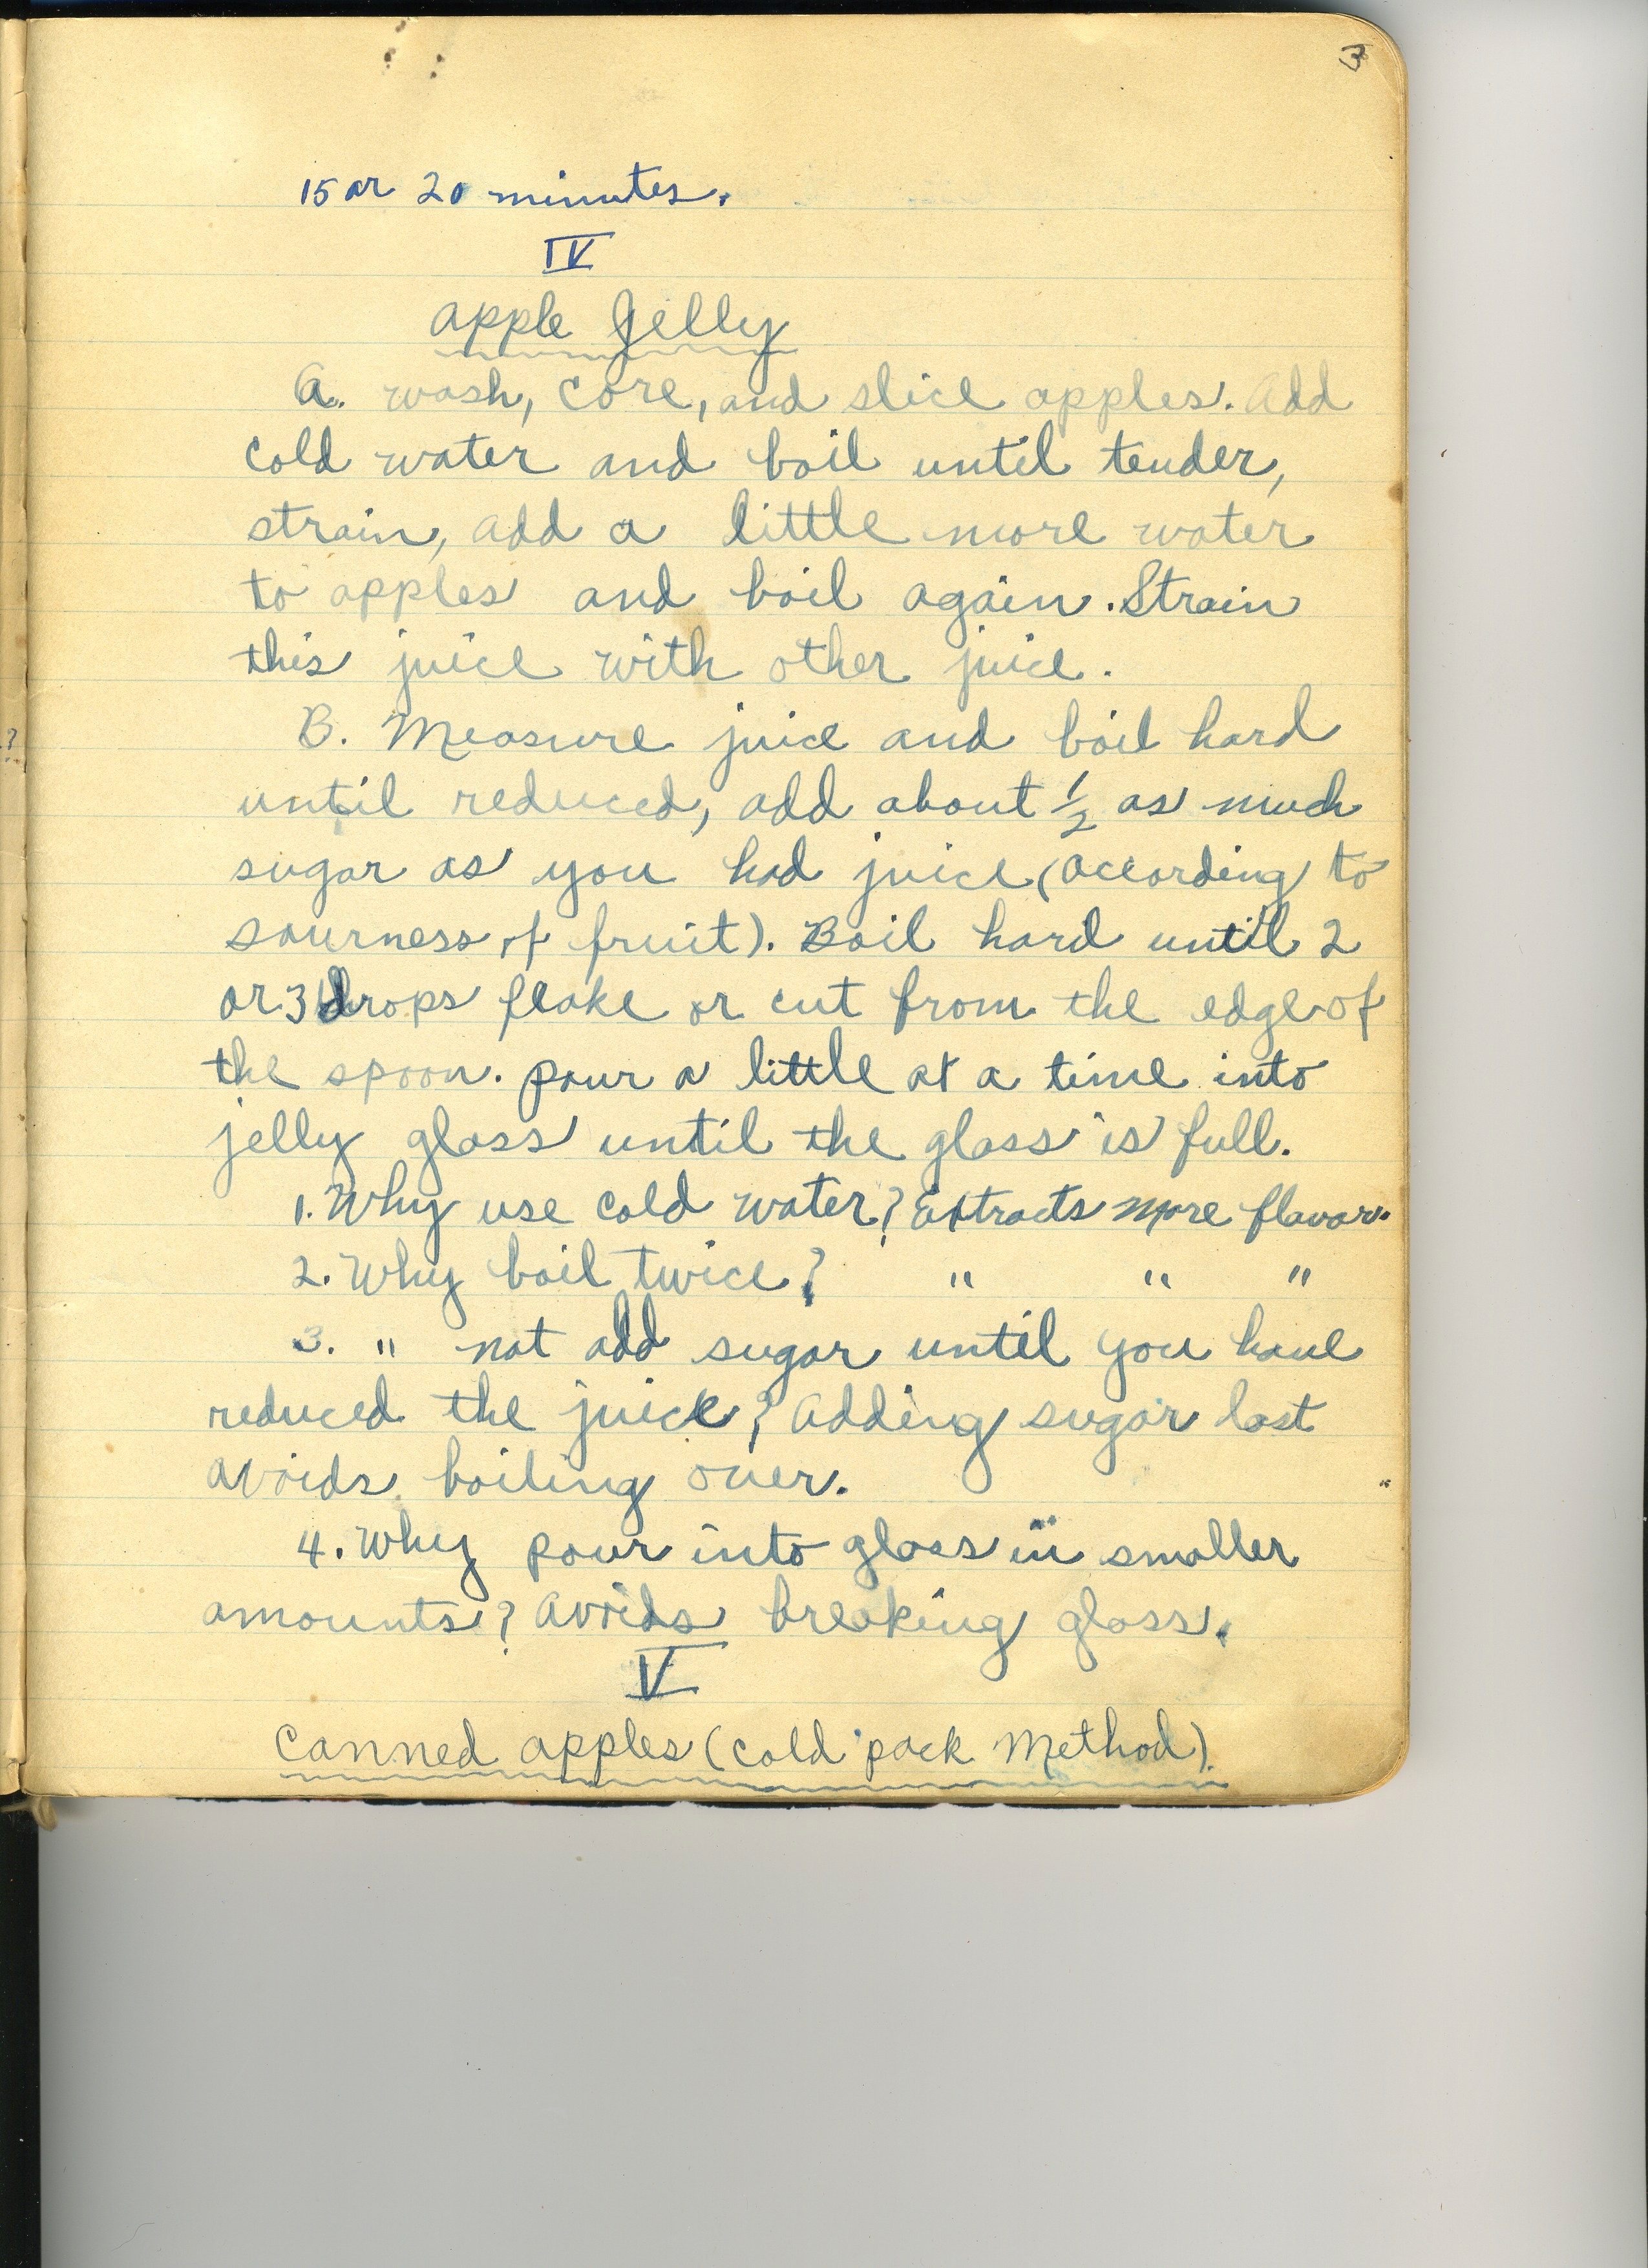 3
15 or 20 minutes.
IV
apple Jelly
A. wash, core, and slice apples. Add
cold water and boil until tender,
strain, add a little more water
to apples and boil again. Strain
this juice with other juice.
B. Measure juice and boil hard
until reduced, add about 1/2 as much
sugar as you had juice (according to
sourness of fruit). Boil hard until 2
or 3 drops flake or cut from the edge of
the spoon. pour a little at a time into
jelly glass until the glass is full.
1. Why use cold water? Extracts more flavor.
2. Why boil twice? " " "
3. " not add sugar until you have
reduced the juice? Adding sugar last
avoids boiling over.
4. Why pour into glass in smaller
amounts? Avoids breaking glass.
V
Canned apples (cold pack Method).